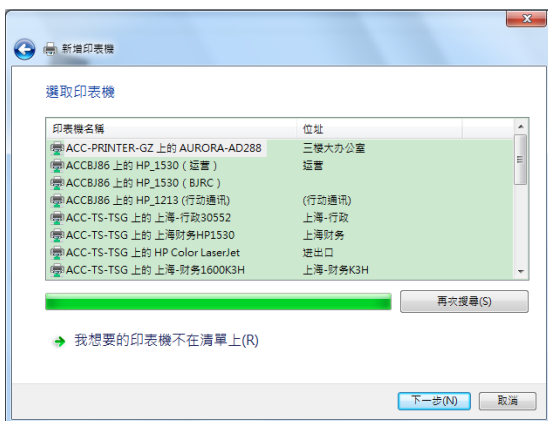 新增印表機
選取印表機
印表機名稱 位址
ACC-PRINTER-GZ 上的 AURORA-AD288 三楼大办公室
ACCBJ86 上的 HP_1530 ( 运营 ) 运营
ACCBJ86 上的 HP_1530 ( BJRC )
ACCBJ86 上的 HP_1213 (行动通讯) (行动通讯)
ACC-TS-TSG 上的 上海-行政30552 上海-行政
ACC-TS-TSG 上的 上海财务HP1530 上海财务
ACC-TS-TSG 上的 HP Color LaserJet 进出口
ACC-TS-TSG 上的 上海-财务1600K3H 上海-财务K3H
再次搜尋(S)
我想要的印表機不在清單上(R)
下一步(N) 取消